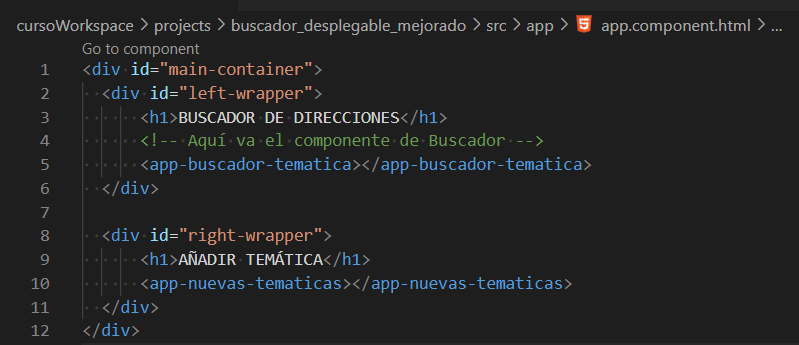 cursoWorkspace > projects > buscador_desplegable_mejorado > src > app > app.component.html > ...
Go to component
1 <div id="main-container">
2 <div id="left-wrapper">
3 <h1>BUSCADOR DE DIRECCIONES</h1>
4 <!-- Aquí va el componente de Buscador -->
5 <app-buscador-tematica></app-buscador-tematica>
6 </div>
7
8 <div id="right-wrapper">
9 <h1>AÑADIR TEMÁTICA</h1>
10 <app-nuevas-tematicas></app-nuevas-tematicas>
11 </div>
12 </div>